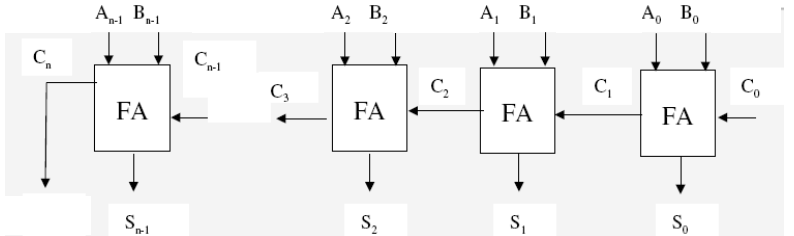 Aₙ₋₁ Bₙ₋₁ A₂ B₂ A₁ B₁ A₀ B₀
Cₙ Cₙ₋₁ C₃ C₂ C₁ C₀
FA FA FA FA
Sₙ₋₁ S₂ S₁ S₀